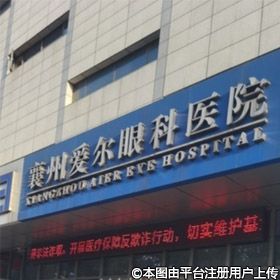 襄州爱尔眼科医院
XIANGZHOU AIER EYE HOSPITAL
开展医疗保障反欺诈行动，切实维护基
©本图由平台注册用户上传